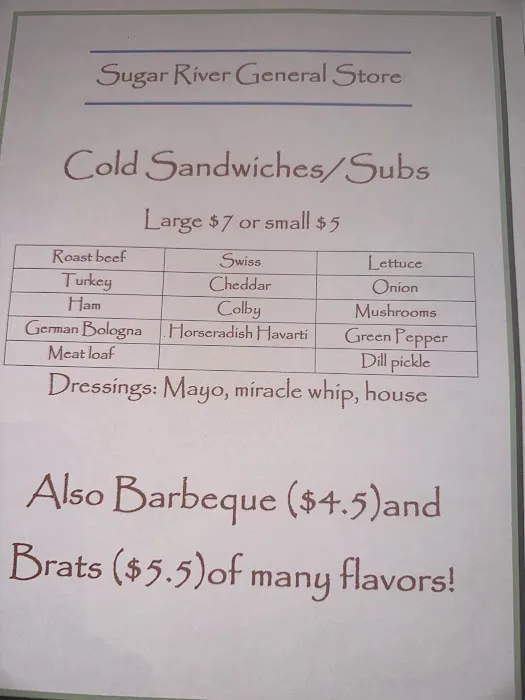 Sugar River General Store
Cold Sandwiches/Subs
Large $7 or small $5
Roast beef Swiss Lettuce
Turkey Cheddar Onion
Ham Colby Mushrooms
German Bologna Horseradish Havarti Green Pepper
Meat loaf Dill pickle
Dressings: Mayo, miracle whip, house
Also Barbeque ($4.5)and
Brats ($5.5)of many flavors!